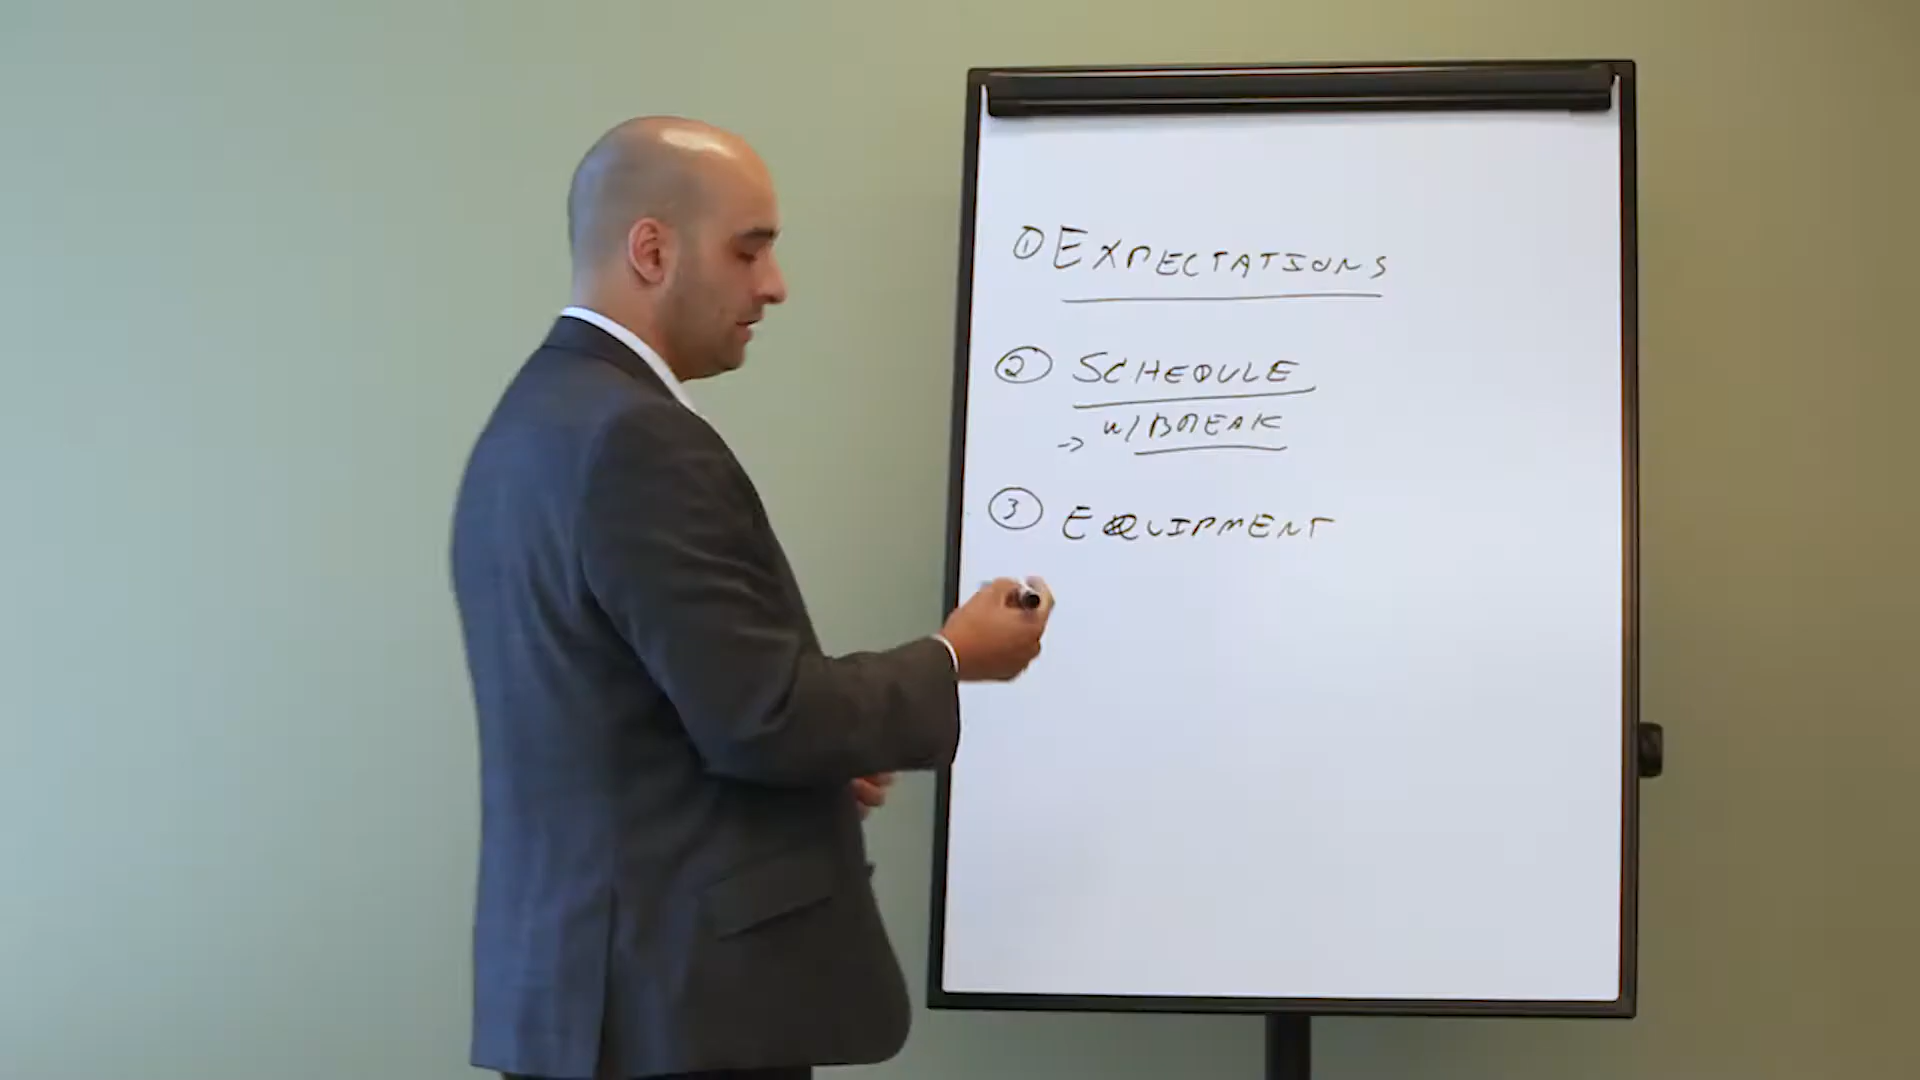 ① EXPECTATIONS
② SCHEDULE
→ W/BREAK
③ EQUIPMENT